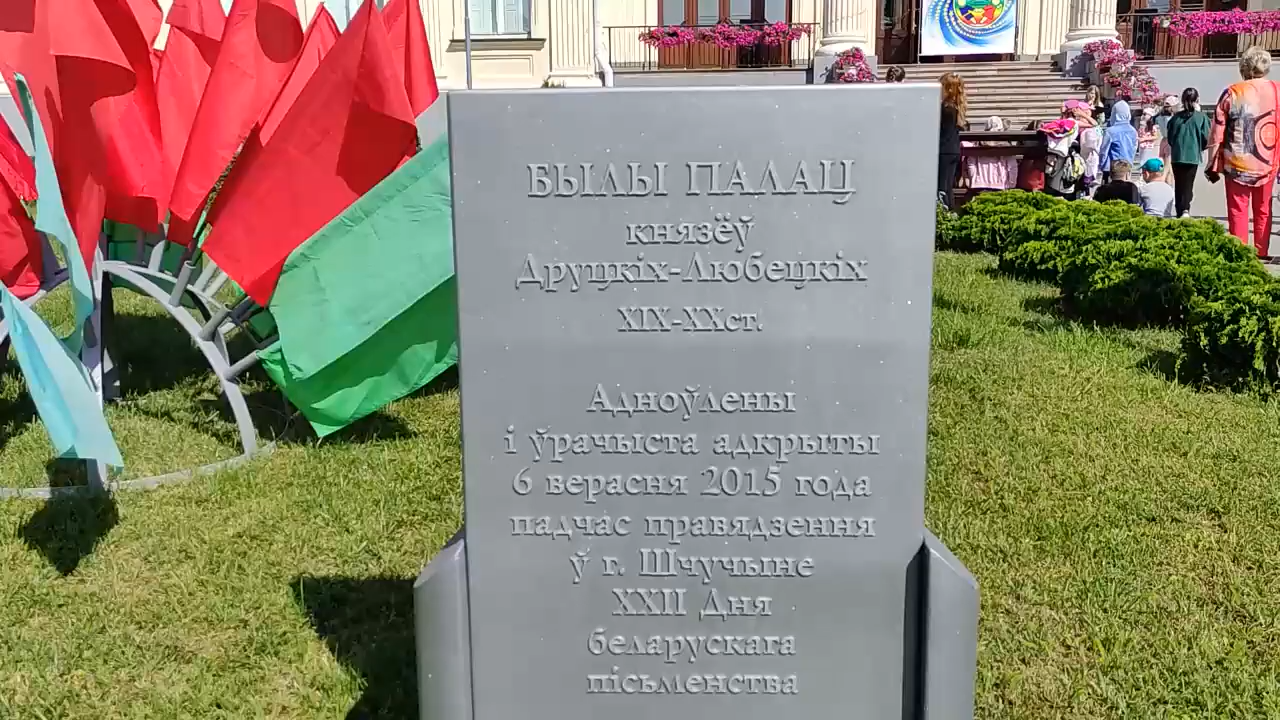 БЫЛЫ ПАЛАЦ
князёў
Друцкіх-Любецкіх
XIX-XXст.
Адноўлены
і ўрачыста адкрыты
6 верасня 2015 года
падчас правядзення
ў г. Шчучыне
XXII Дня
беларускага
пісьменства